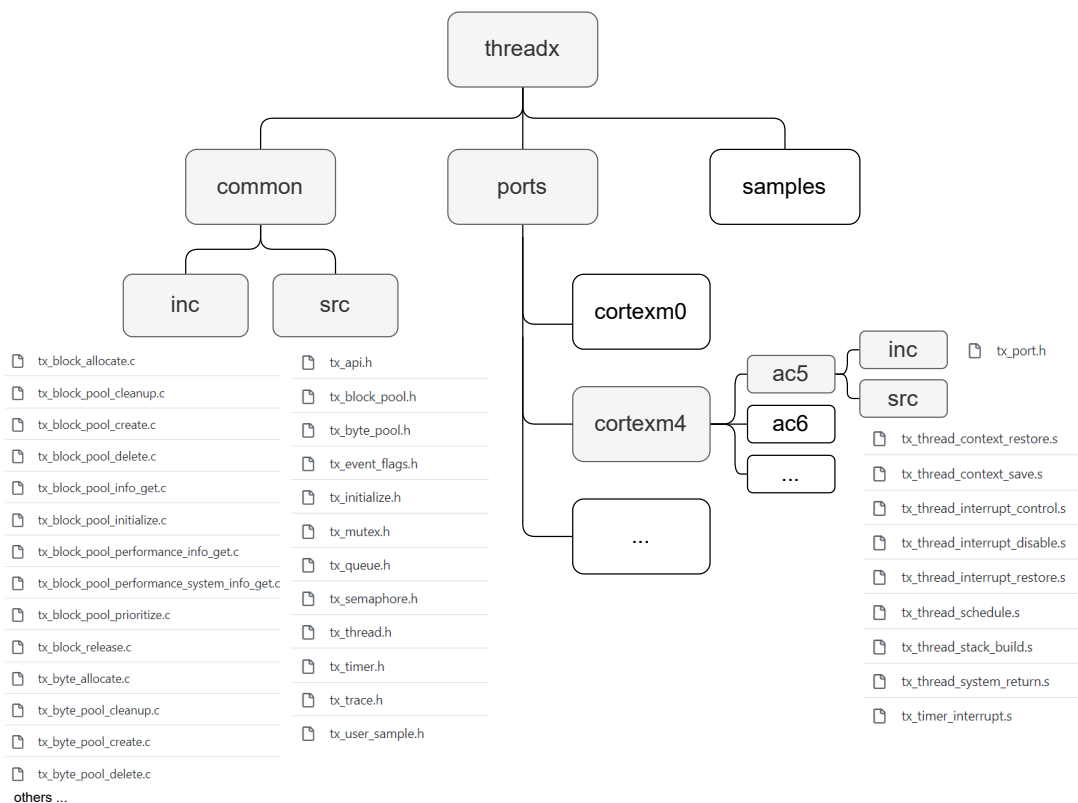 threadx
common
ports
samples
inc
src
cortexm0
cortexm4
...
ac5
ac6
...
inc
src
tx_port.h
tx_block_allocate.c
tx_block_pool_cleanup.c
tx_block_pool_create.c
tx_block_pool_delete.c
tx_block_pool_info_get.c
tx_block_pool_initialize.c
tx_block_pool_performance_info_get.c
tx_block_pool_performance_system_info_get.c
tx_block_pool_prioritize.c
tx_block_release.c
tx_byte_allocate.c
tx_byte_pool_cleanup.c
tx_byte_pool_create.c
tx_byte_pool_delete.c
others ...
tx_api.h
tx_block_pool.h
tx_byte_pool.h
tx_event_flags.h
tx_initialize.h
tx_mutex.h
tx_queue.h
tx_semaphore.h
tx_thread.h
tx_timer.h
tx_trace.h
tx_user_sample.h
tx_thread_context_restore.s
tx_thread_context_save.s
tx_thread_interrupt_control.s
tx_thread_interrupt_disable.s
tx_thread_interrupt_restore.s
tx_thread_schedule.s
tx_thread_stack_build.s
tx_thread_system_return.s
tx_timer_interrupt.s